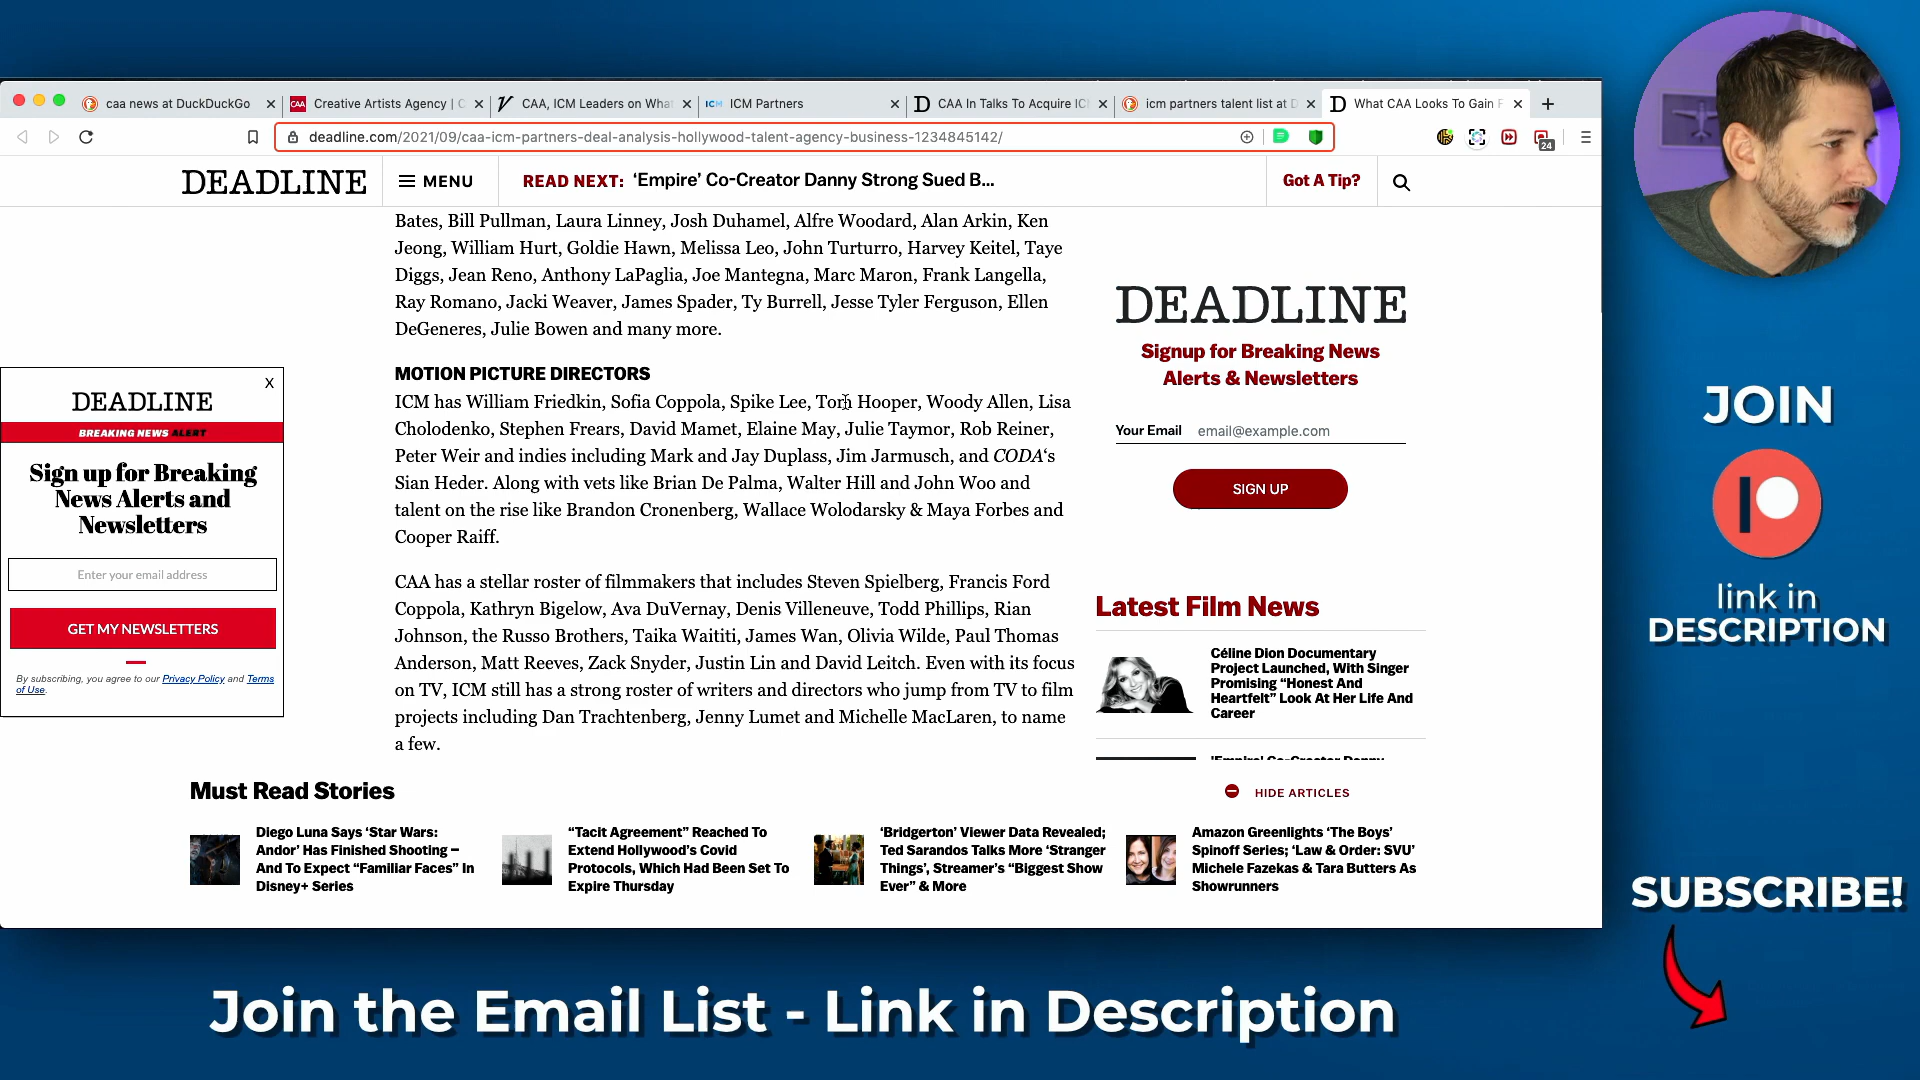 caa news at DuckDuckGo
CAA
Creative Artists Agency | C
CAA, ICM Leaders on Wha
ICM
ICM Partners
CAA In Talks To Acquire IC
icm partners talent list at D
What CAA Looks To Gain F
deadline.com/2021/09/caa-icm-partners-deal-analysis-hollywood-talent-agency-business-1234845142/
24
DEADLINE
MENU
READ NEXT: ‘Empire’ Co-Creator Danny Strong Sued B...
Got A Tip?
Bates, Bill Pullman, Laura Linney, Josh Duhamel, Alfre Woodard, Alan Arkin, Ken
Jeong, William Hurt, Goldie Hawn, Melissa Leo, John Turturro, Harvey Keitel, Taye
Diggs, Jean Reno, Anthony LaPaglia, Joe Mantegna, Marc Maron, Frank Langella,
Ray Romano, Jacki Weaver, James Spader, Ty Burrell, Jesse Tyler Ferguson, Ellen
DeGeneres, Julie Bowen and many more.
MOTION PICTURE DIRECTORS
ICM has William Friedkin, Sofia Coppola, Spike Lee, Tom Hooper, Woody Allen, Lisa
Cholodenko, Stephen Frears, David Mamet, Elaine May, Julie Taymor, Rob Reiner,
Peter Weir and indies including Mark and Jay Duplass, Jim Jarmusch, and CODA‘s
Sian Heder. Along with vets like Brian De Palma, Walter Hill and John Woo and
talent on the rise like Brandon Cronenberg, Wallace Wolodarsky & Maya Forbes and
Cooper Raiff.
CAA has a stellar roster of filmmakers that includes Steven Spielberg, Francis Ford
Coppola, Kathryn Bigelow, Ava DuVernay, Denis Villeneuve, Todd Phillips, Rian
Johnson, the Russo Brothers, Taika Waititi, James Wan, Olivia Wilde, Paul Thomas
Anderson, Matt Reeves, Zack Snyder, Justin Lin and David Leitch. Even with its focus
on TV, ICM still has a strong roster of writers and directors who jump from TV to film
projects including Dan Trachtenberg, Jenny Lumet and Michelle MacLaren, to name
a few.
X
DEADLINE
BREAKING NEWS ALERT
Sign up for Breaking
News Alerts and
Newsletters
Enter your email address
GET MY NEWSLETTERS
By subscribing, you agree to our Privacy Policy and Terms
of Use.
DEADLINE
Signup for Breaking News
Alerts & Newsletters
Your Email email@example.com
SIGN UP
Latest Film News
Céline Dion Documentary
Project Launched, With Singer
Promising “Honest And
Heartfelt” Look At Her Life And
Career
'Empire' Co-Creator Danny
Must Read Stories
HIDE ARTICLES
Diego Luna Says ‘Star Wars:
Andor’ Has Finished Shooting –
And To Expect “Familiar Faces” In
Disney+ Series
“Tacit Agreement” Reached To
Extend Hollywood’s Covid
Protocols, Which Had Been Set To
Expire Thursday
‘Bridgerton’ Viewer Data Revealed;
Ted Sarandos Talks More ‘Stranger
Things’, Streamer’s “Biggest Show
Ever” & More
Amazon Greenlights ‘The Boys’
Spinoff Series; ‘Law & Order: SVU’
Michele Fazekas & Tara Butters As
Showrunners
JOIN
link in
DESCRIPTION
SUBSCRIBE!
Join the Email List - Link in Description